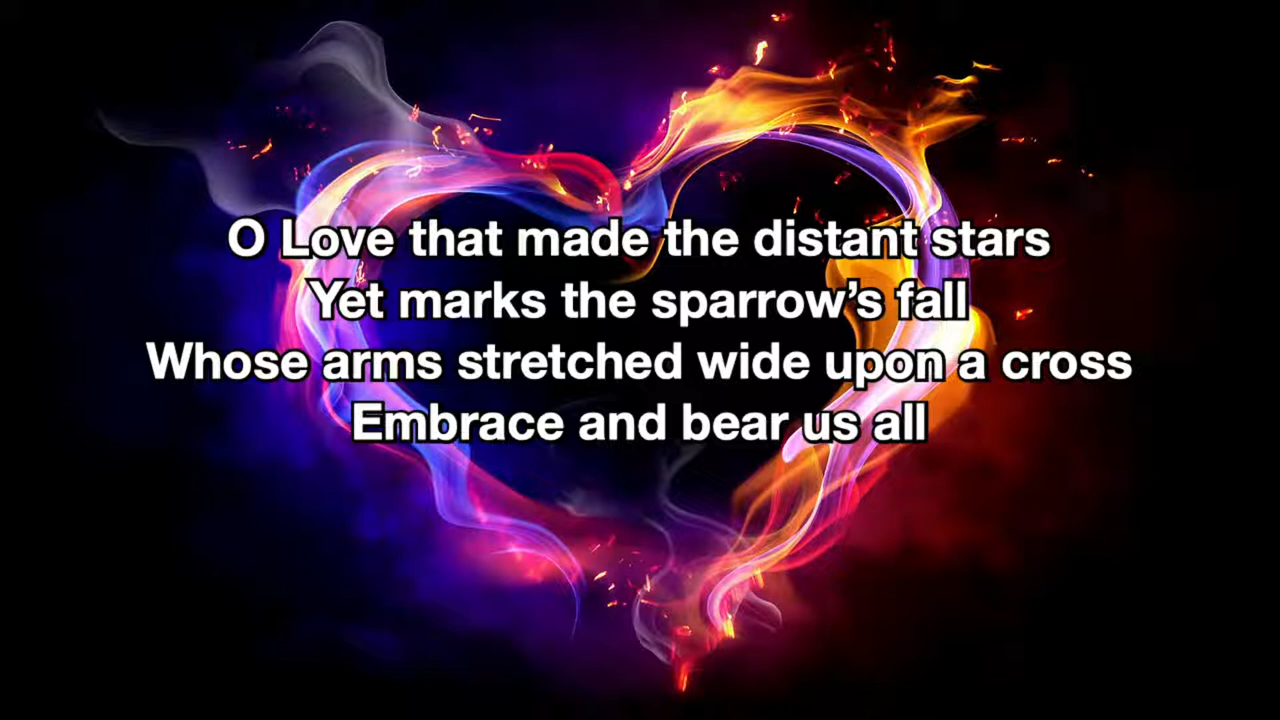 O Love that made the distant stars
Yet marks the sparrow’s fall
Whose arms stretched wide upon a cross
Embrace and bear us all